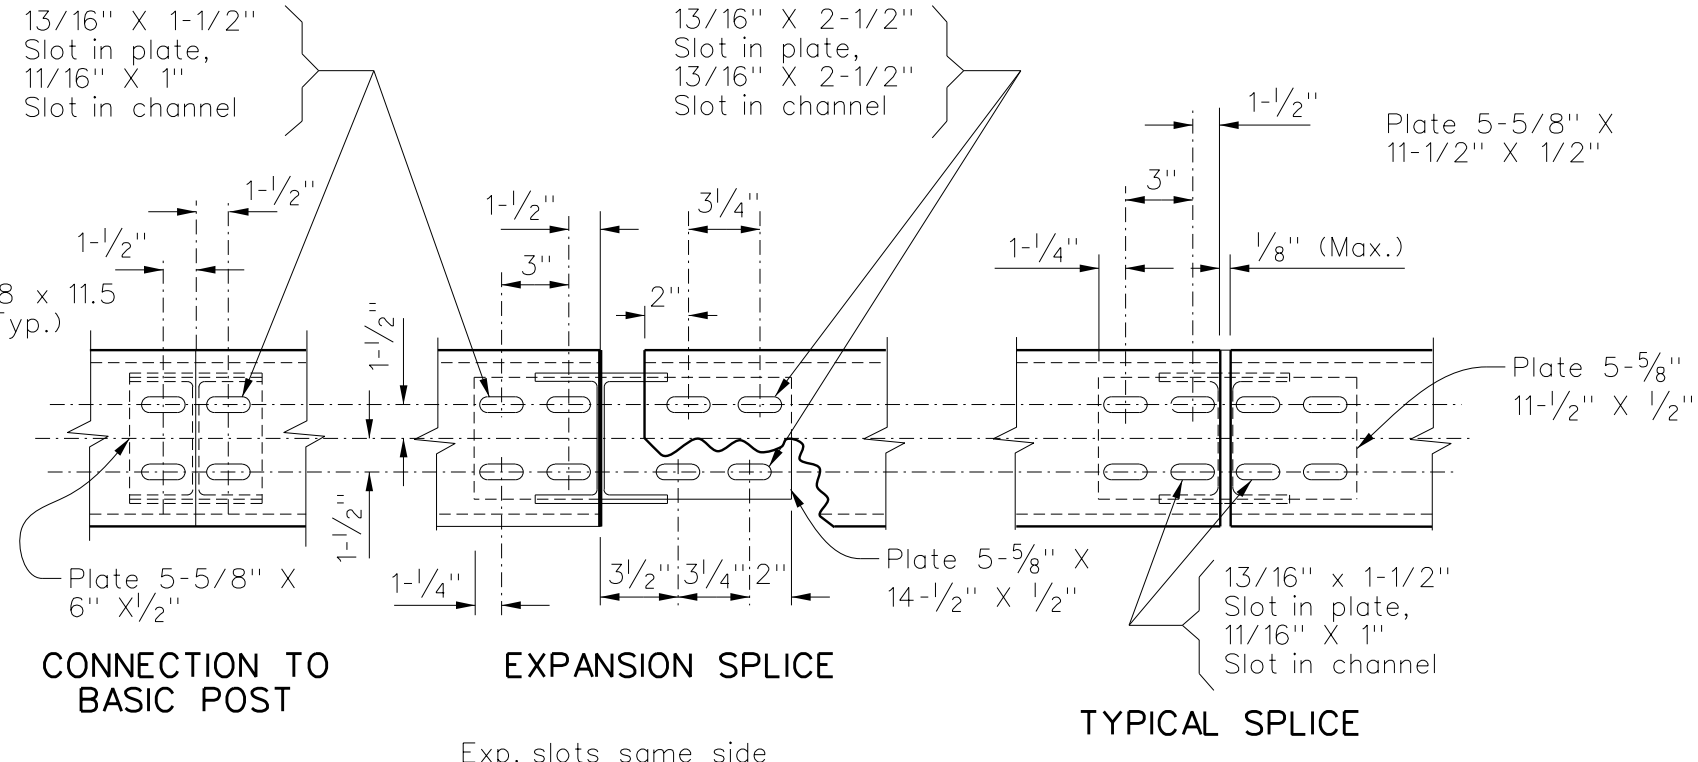 13/16" X 1-1/2"
Slot in plate,
11/16" X 1"
Slot in channel
13/16" X 2-1/2"
Slot in plate,
13/16" X 2-1/2"
Slot in channel
1-1/2"
Plate 5-5/8" X
11-1/2" X 1/2"
1-1/2"
1-1/2"
8 x 11.5
Typ.)
1-1/2"
3"
3 1/4"
2"
1-1/2"
1-1/2"
3"
1-1/4"
1/8" (Max.)
Plate 5-5/8"
11-1/2" X 1/2"
Plate 5-5/8" X
6" X 1/2"
1-1/4"
3 1/2"
3 1/4"
2"
Plate 5-5/8" X
14-1/2" X 1/2"
13/16" x 1-1/2"
Slot in plate,
11/16" X 1"
Slot in channel
CONNECTION TO
BASIC POST
EXPANSION SPLICE
TYPICAL SPLICE
Exp. slots same side